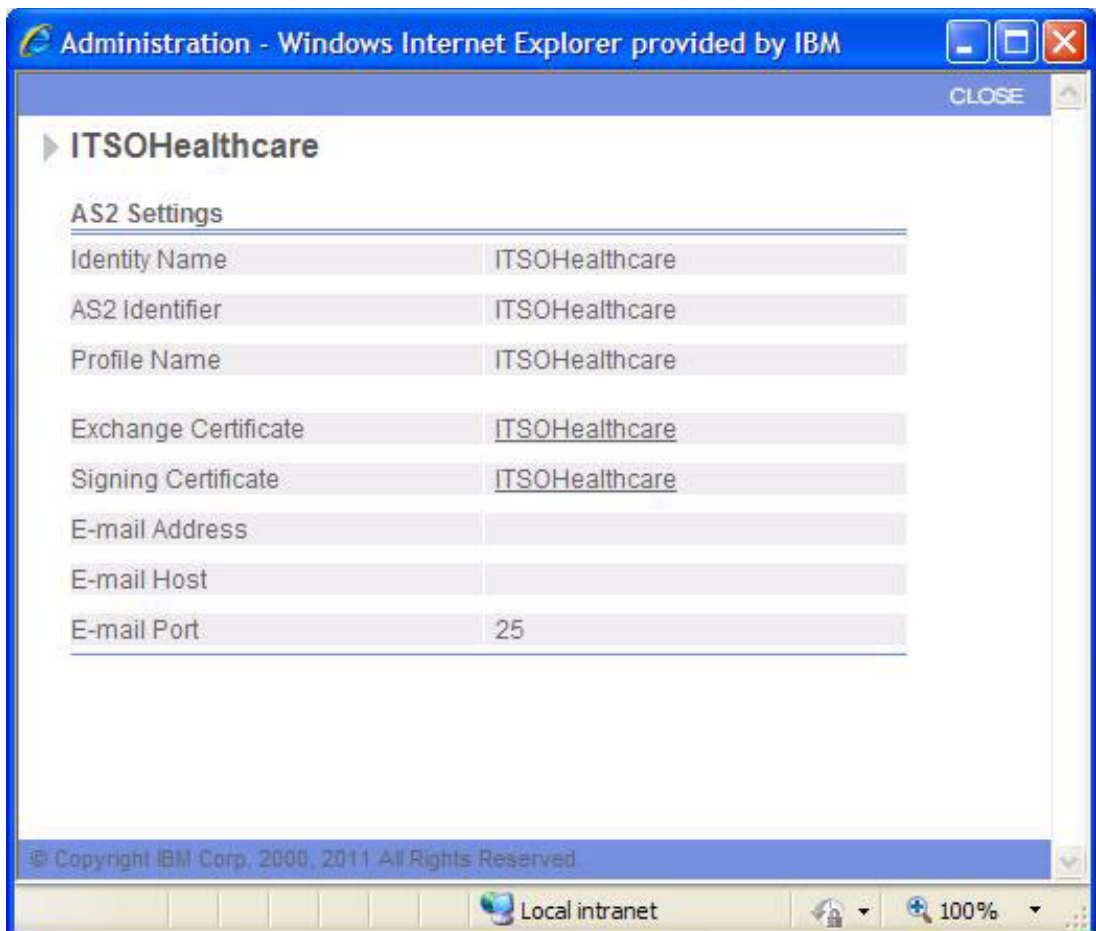 Administration - Windows Internet Explorer provided by IBM
CLOSE
ITSOHealthcare
AS2 Settings
Identity Name ITSOHealthcare
AS2 Identifier ITSOHealthcare
Profile Name ITSOHealthcare
Exchange Certificate ITSOHealthcare
Signing Certificate ITSOHealthcare
E-mail Address
E-mail Host
E-mail Port 25
© Copyright IBM Corp. 2000, 2011 All Rights Reserved.
Local intranet 100%